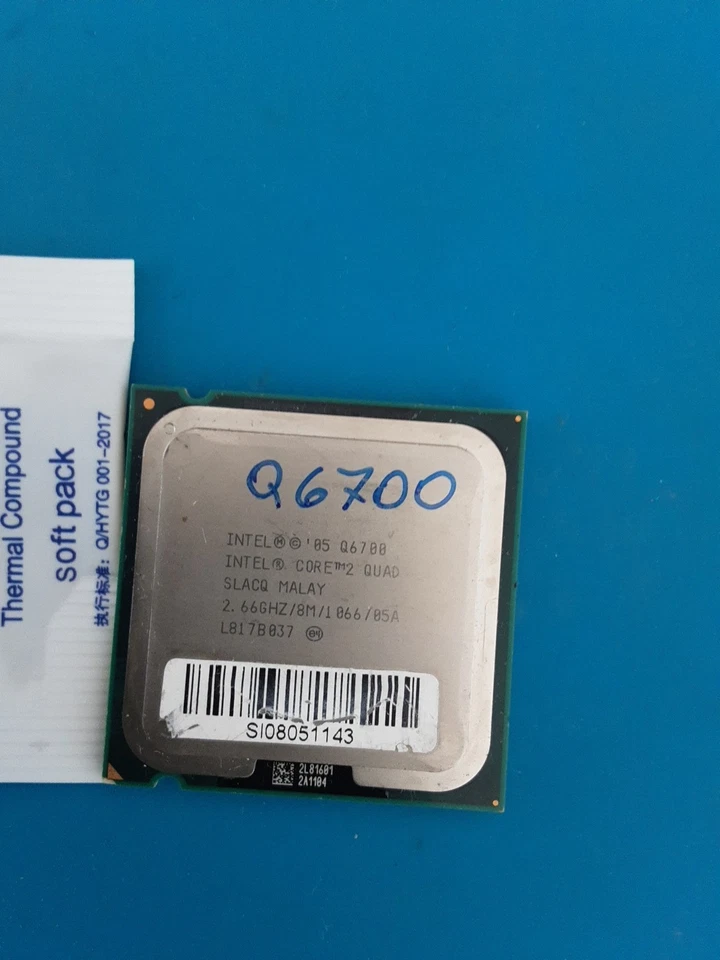 Thermal Compound
soft pack
执行标准: Q/HYTG 001-2017
Q6700
INTEL Ⓜ © '05 Q6700
INTEL® CORE™2 QUAD
SLACQ MALAY
2.66GHZ/8M/1066/05A
L817B037 e4
SI08051143
2L81601
2A1104